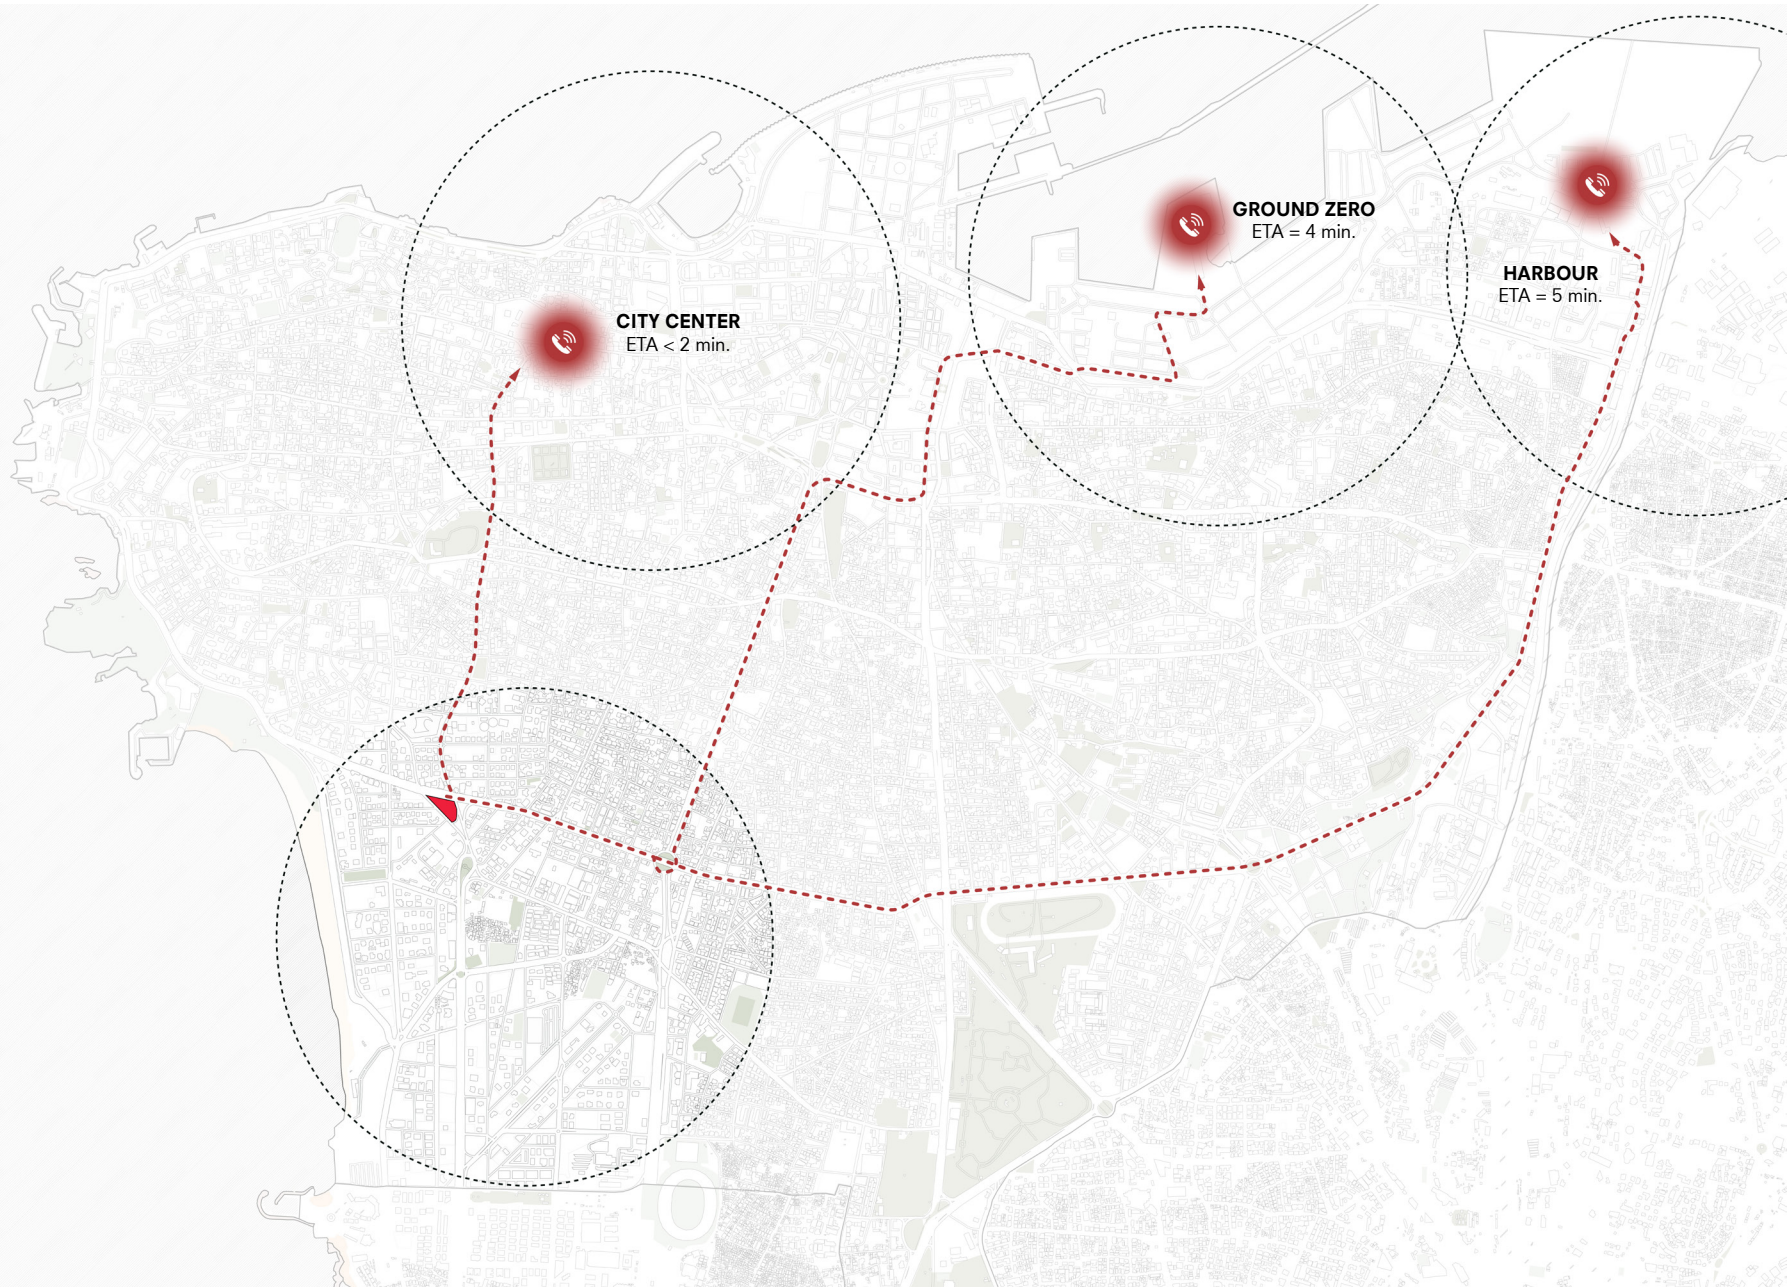 GROUND ZERO
ETA = 4 min.
HARBOUR
ETA = 5 min.
CITY CENTER
ETA < 2 min.